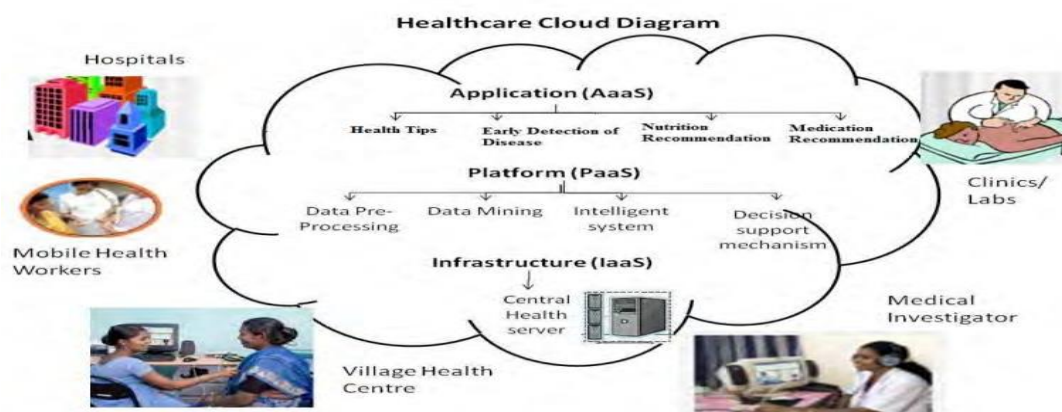 Healthcare Cloud Diagram
Hospitals
Application (AaaS)
Health Tips
Early Detection of
Disease
Nutrition
Recommendation
Medication
Recommendation
Platform (PaaS)
Data Pre-
Processing
Data Mining
Intelligent
system
Decision
support
mechanism
Clinics/
Labs
Mobile Health
Workers
Infrastructure (IaaS)
Central
Health
server
Medical
Investigator
Village Health
Centre